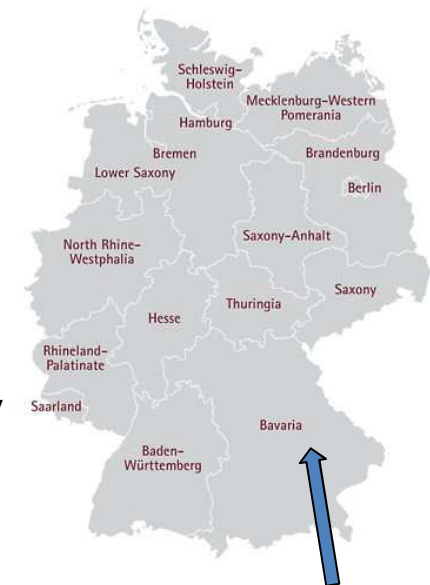 Schleswig-
Holstein
Mecklenburg-Western
Pomerania
Hamburg
Bremen
Brandenburg
Lower Saxony
Berlin
Saxony-Anhalt
North Rhine-
Westphalia
Saxony
Thuringia
Hesse
Rhineland-
Palatinate
Saarland
Bavaria
Baden-
Württemberg